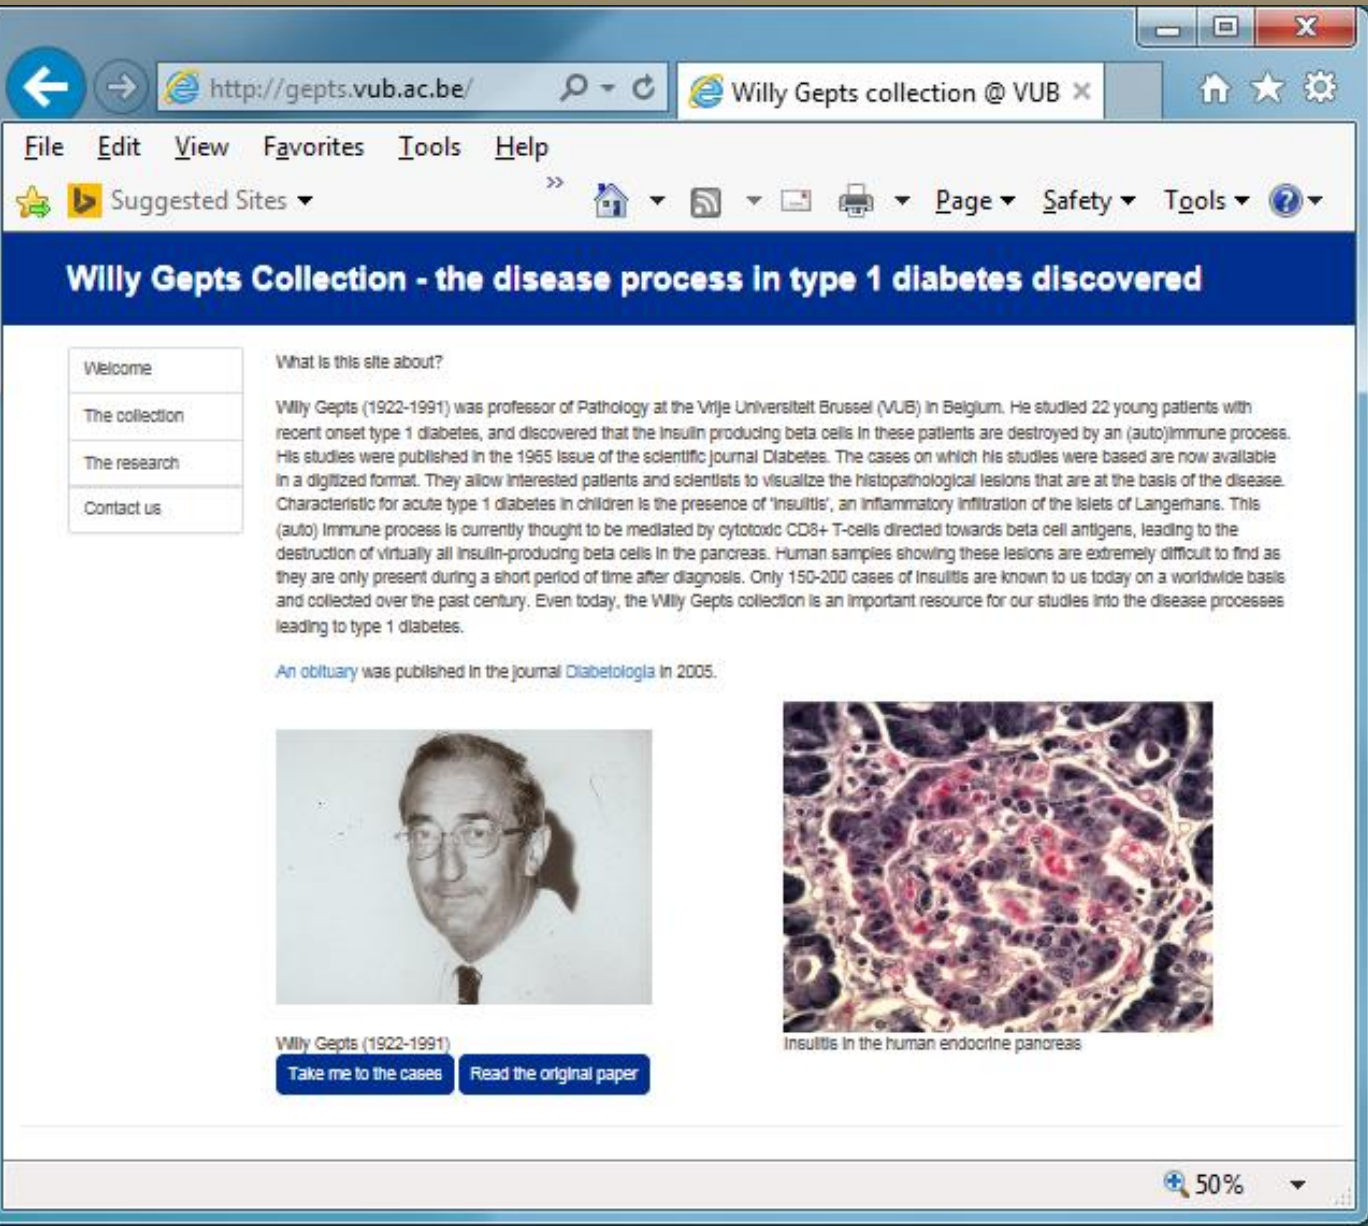 http://gepts.vub.ac.be/
Willy Gepts collection @ VUB
File Edit View Favorites Tools Help
Suggested Sites
Page Safety Tools
Willy Gepts Collection - the disease process in type 1 diabetes discovered
Welcome
The collection
The research
Contact us
What is this site about?
Willy Gepts (1922-1991) was professor of Pathology at the Vrije Universiteit Brussel (VUB) in Belgium. He studied 22 young patients with
recent onset type 1 diabetes, and discovered that the insulin producing beta cells in these patients are destroyed by an (auto)immune process.
His studies were published in the 1965 issue of the scientific journal Diabetes. The cases on which his studies were based are now available
in a digitized format. They allow interested patients and scientists to visualize the histopathological lesions that are at the basis of the disease.
Characteristic for acute type 1 diabetes in children is the presence of 'insulitis', an inflammatory infiltration of the islets of Langerhans. This
(auto) immune process is currently thought to be mediated by cytotoxic CD8+ T-cells directed towards beta cell antigens, leading to the
destruction of virtually all insulin-producing beta cells in the pancreas. Human samples showing these lesions are extremely difficult to find as
they are only present during a short period of time after diagnosis. Only 150-200 cases of insulitis are known to us today on a worldwide basis
and collected over the past century. Even today, the Willy Gepts collection is an important resource for our studies into the disease processes
leading to type 1 diabetes.
An obituary was published in the journal Diabetologia in 2005.
Willy Gepts (1922-1991)
Insulitis in the human endocrine pancreas
Take me to the cases
Read the original paper
50%